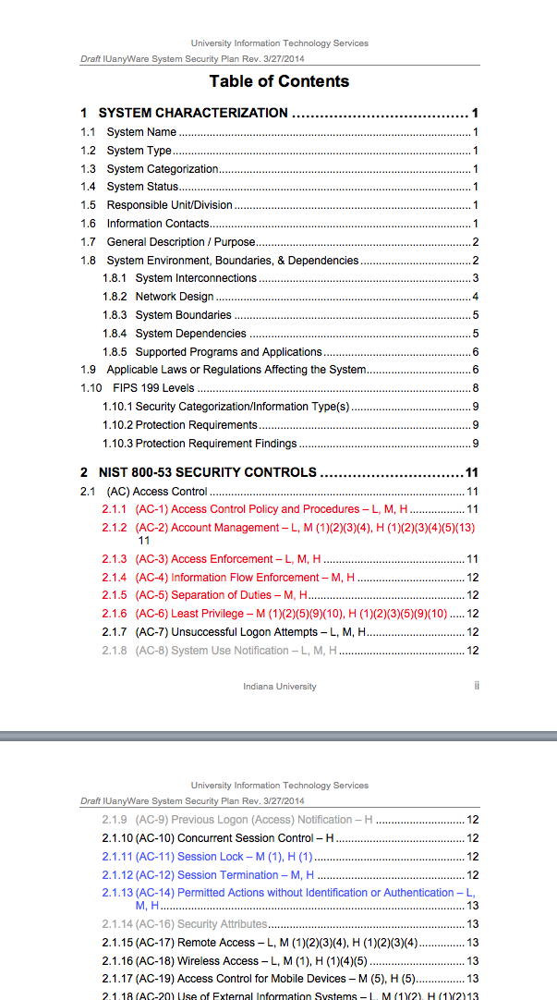 University Information Technology Services
Draft IUanyWare System Security Plan Rev. 3/27/2014
Table of Contents
1 SYSTEM CHARACTERIZATION ..................................... 1
1.1 System Name ..................................... 1
1.2 System Type..................................... 1
1.3 System Categorization..................................... 1
1.4 System Status..................................... 1
1.5 Responsible Unit/Division ..................................... 1
1.6 Information Contacts..................................... 1
1.7 General Description / Purpose..................................... 2
1.8 System Environment, Boundaries, & Dependencies ..................................... 2
1.8.1 System Interconnections ..................................... 3
1.8.2 Network Design ..................................... 4
1.8.3 System Boundaries ..................................... 5
1.8.4 System Dependencies ..................................... 5
1.8.5 Supported Programs and Applications..................................... 6
1.9 Applicable Laws or Regulations Affecting the System..................................... 6
1.10 FIPS 199 Levels ..................................... 8
1.10.1 Security Categorization/Information Type(s) ..................................... 9
1.10.2 Protection Requirements..................................... 9
1.10.3 Protection Requirement Findings ..................................... 9
2 NIST 800-53 SECURITY CONTROLS ..............................11
2.1 (AC) Access Control ..................................... 11
2.1.1 (AC-1) Access Control Policy and Procedures – L, M, H .................. 11
2.1.2 (AC-2) Account Management – L, M (1)(2)(3)(4), H (1)(2)(3)(4)(5)(13)
11
2.1.3 (AC-3) Access Enforcement – L, M, H ..................................... 11
2.1.4 (AC-4) Information Flow Enforcement – M, H ..................................... 12
2.1.5 (AC-5) Separation of Duties – M, H..................................... 12
2.1.6 (AC-6) Least Privilege – M (1)(2)(5)(9)(10), H (1)(2)(3)(5)(9)(10) ..... 12
2.1.7 (AC-7) Unsuccessful Logon Attempts – L, M, H..................................... 12
2.1.8 (AC-8) System Use Notification – L, M, H ..................................... 12
Indiana University ii
University Information Technology Services
Draft IUanyWare System Security Plan Rev. 3/27/2014
2.1.9 (AC-9) Previous Logon (Access) Notification – H ............................. 12
2.1.10 (AC-10) Concurrent Session Control – H ..................................... 12
2.1.11 (AC-11) Session Lock – M (1), H (1) ..................................... 12
2.1.12 (AC-12) Session Termination – M, H ..................................... 12
2.1.13 (AC-14) Permitted Actions without Identification or Authentication – L,
M, H..................................... 13
2.1.14 (AC-16) Security Attributes..................................... 13
2.1.15 (AC-17) Remote Access – L, M (1)(2)(3)(4), H (1)(2)(3)(4)............... 13
2.1.16 (AC-18) Wireless Access – L, M (1), H (1)(4)(5) ............................... 13
2.1.17 (AC-19) Access Control for Mobile Devices – M (5), H (5)................ 13
2.1.18 (AC-20) Use of External Information Systems – L, M (1)(2), H (1)(2)13